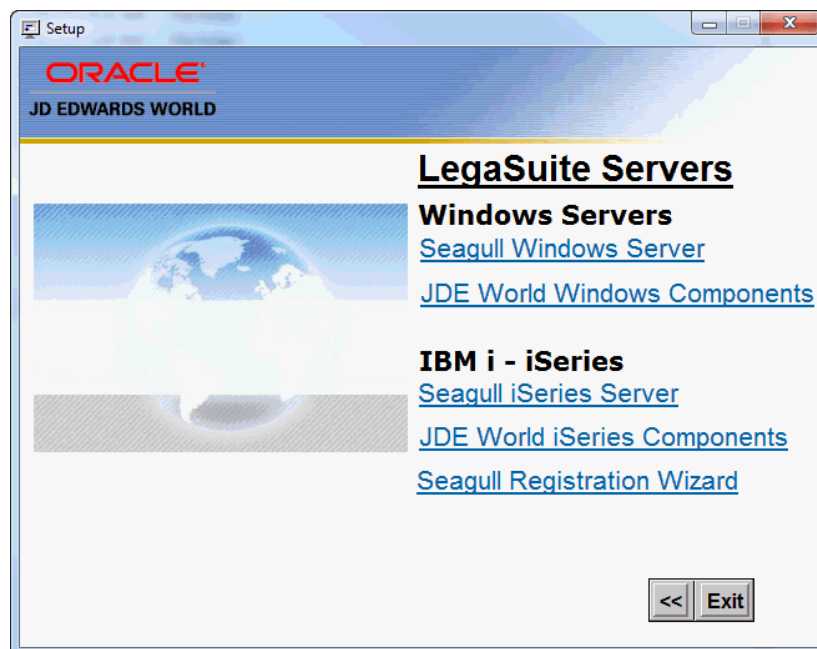 Setup
ORACLE
JD EDWARDS WORLD
LegaSuite Servers
Windows Servers
Seagull Windows Server
JDE World Windows Components
IBM i - iSeries
Seagull iSeries Server
JDE World iSeries Components
Seagull Registration Wizard
<< Exit